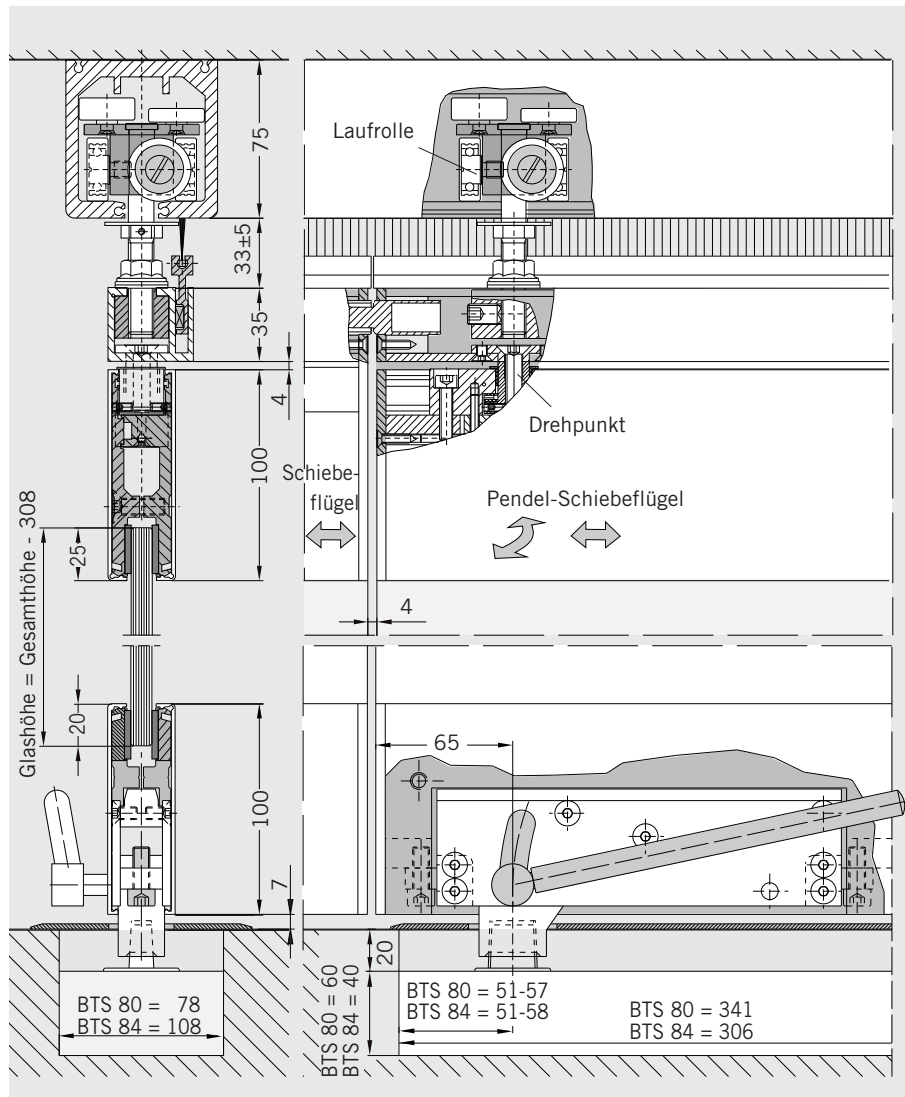 75
Laufrolle
33±5
35
4
Drehpunkt
100
Schiebe-
flügel
Pendel-Schiebeflügel
Glashöhe = Gesamthöhe - 308
25
4
20
65
100
7
20
BTS 80 = 60
BTS 84 = 40
BTS 80 = 78
BTS 84 = 108
BTS 80 = 51-57
BTS 84 = 51-58
BTS 80 = 341
BTS 84 = 306